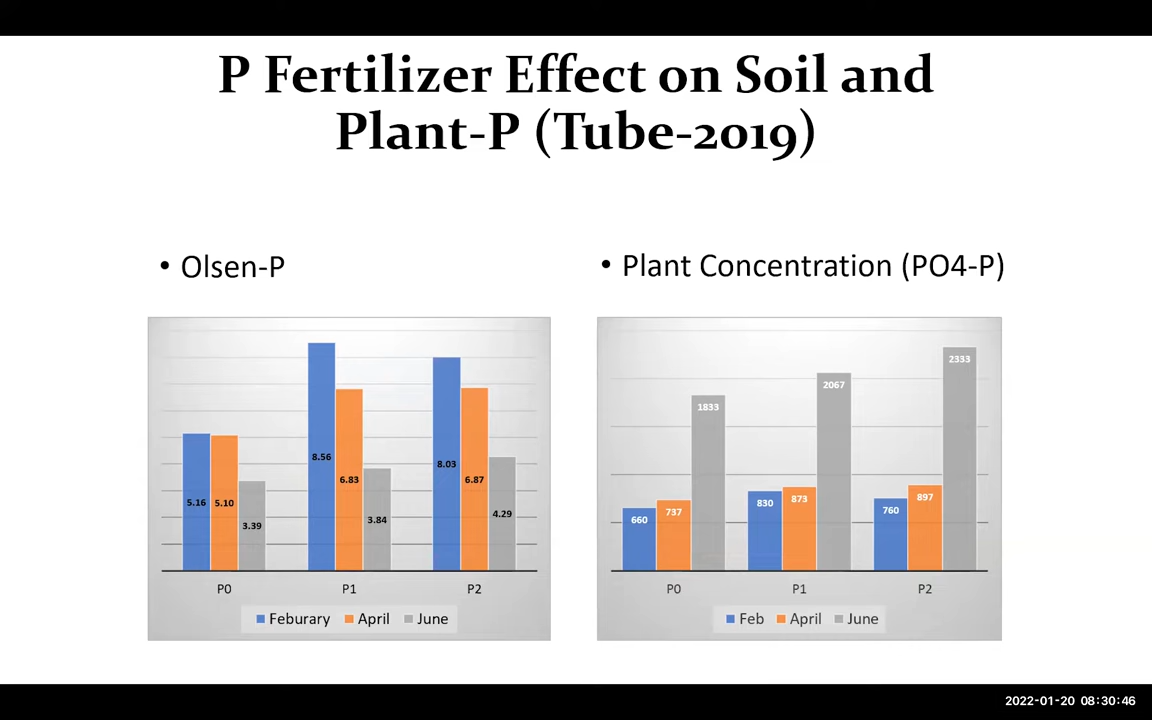 P Fertilizer Effect on Soil and
Plant-P (Tube-2019)
• Olsen-P
5.16 5.10 3.39 8.56 6.83 3.84 8.03 6.87 4.29
P0 P1 P2
Feburary April June
• Plant Concentration (PO4-P)
660 737 1833 830 873 2067 760 897 2333
P0 P1 P2
Feb April June
2022-01-20 08:30:46